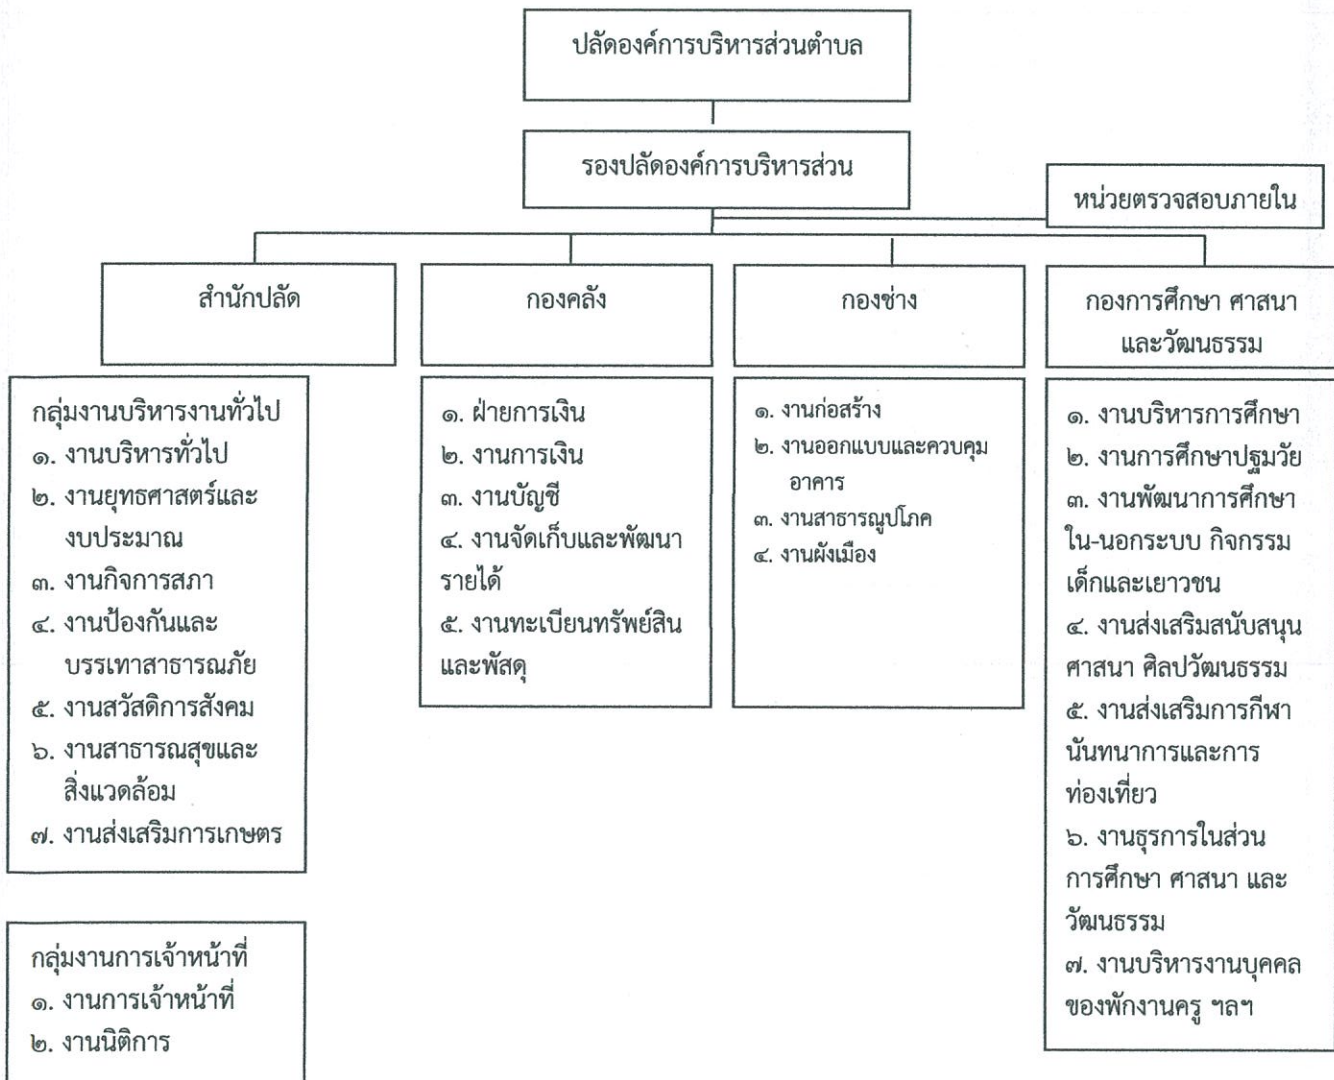 ปลัดองค์การบริหารส่วนตำบล
รองปลัดองค์การบริหารส่วน
หน่วยตรวจสอบภายใน
สำนักปลัด
กองคลัง
กองช่าง
กองการศึกษา ศาสนา
และวัฒนธรรม
กลุ่มงานบริหารงานทั่วไป
๑. งานบริหารทั่วไป
๒. งานยุทธศาสตร์และ
งบประมาณ
๓. งานกิจการสภา
๔. งานป้องกันและ
บรรเทาสาธารณภัย
๕. งานสวัสดิการสังคม
๖. งานสาธารณสุขและ
สิ่งแวดล้อม
๗. งานส่งเสริมการเกษตร
กลุ่มงานการเจ้าหน้าที่
๑. งานการเจ้าหน้าที่
๒. งานนิติการ
๑. ฝ่ายการเงิน
๒. งานการเงิน
๓. งานบัญชี
๔. งานจัดเก็บและพัฒนา
รายได้
๕. งานทะเบียนทรัพย์สิน
และพัสดุ
๑. งานก่อสร้าง
๒. งานออกแบบและควบคุม
อาคาร
๓. งานสาธารณูปโภค
๔. งานผังเมือง
๑. งานบริหารการศึกษา
๒. งานการศึกษาปฐมวัย
๓. งานพัฒนาการศึกษา
ใน-นอกระบบ กิจกรรม
เด็กและเยาวชน
๔. งานส่งเสริมสนับสนุน
ศาสนา ศิลปวัฒนธรรม
๕. งานส่งเสริมการกีฬา
นันทนาการและการ
ท่องเที่ยว
๖. งานธุรการในส่วน
การศึกษา ศาสนา และ
วัฒนธรรม
๗. งานบริหารงานบุคคล
ของพักงานครู ฯลฯ